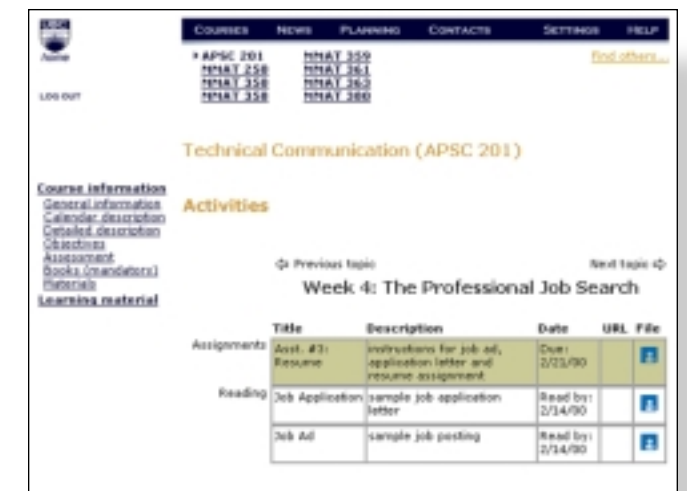 UBC
home
LOG OUT
COURSES NEWS PLANNING CONTACTS SETTINGS HELP
APSC 201 MMAT 359
MMAT 250 MMAT 361
MMAT 350 MMAT 363
MMAT 358 MMAT 380
find others...
Technical Communication (APSC 201)
Course information
General information
Calendar description
Detailed description
Objectives
Assessment
Books (mandatory)
Materials
Learning material
Activities
Previous topic Next topic
Week 4: The Professional Job Search
Title Description Date URL File
Assignments
Asst. #3: Resume
instructions for job ad,
application letter and
resume assignment
Due:
2/21/00
Reading
Job Application
sample job application
letter
Read by:
2/14/00
Job Ad
sample job posting
Read by:
2/14/00